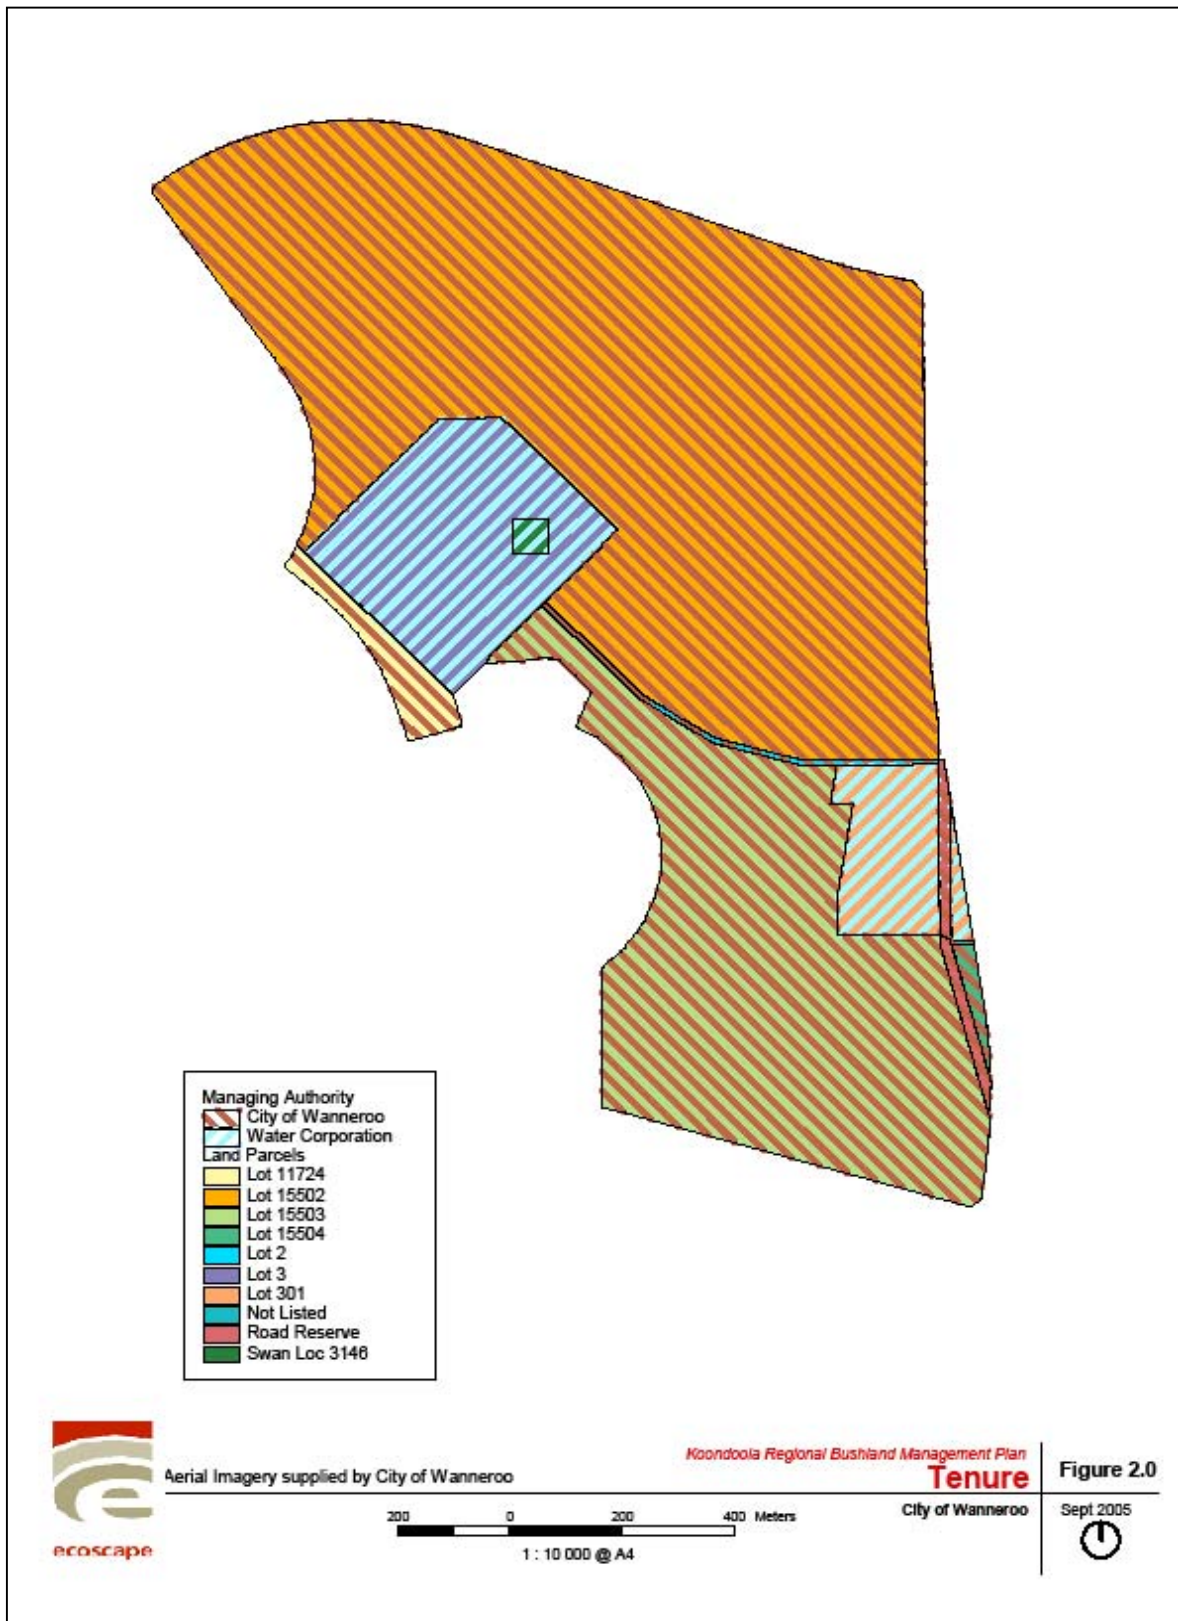 Managing Authority
City of Wanneroo
Water Corporation
Land Parcels
Lot 11724
Lot 15502
Lot 15503
Lot 15504
Lot 2
Lot 3
Lot 301
Not Listed
Road Reserve
Swan Loc 3146
ecoscape
Aerial Imagery supplied by City of Wanneroo
Koondoola Regional Bushland Management Plan
Tenure
City of Wanneroo
Figure 2.0
Sept 2005
200 0 200 400 Meters
1 : 10 000 @ A4